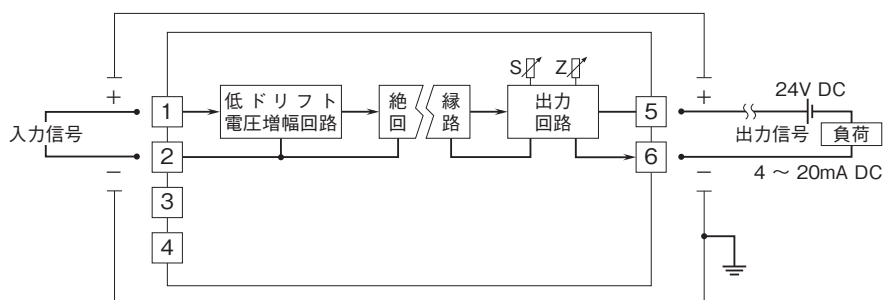 S Z
24V DC
+ +
1 低ドリフト 絶 縁 出力 5
電圧増幅回路 回 路 回路
入力信号 出力信号 負荷
2 6
− −
4 ~ 20mA DC
3
4